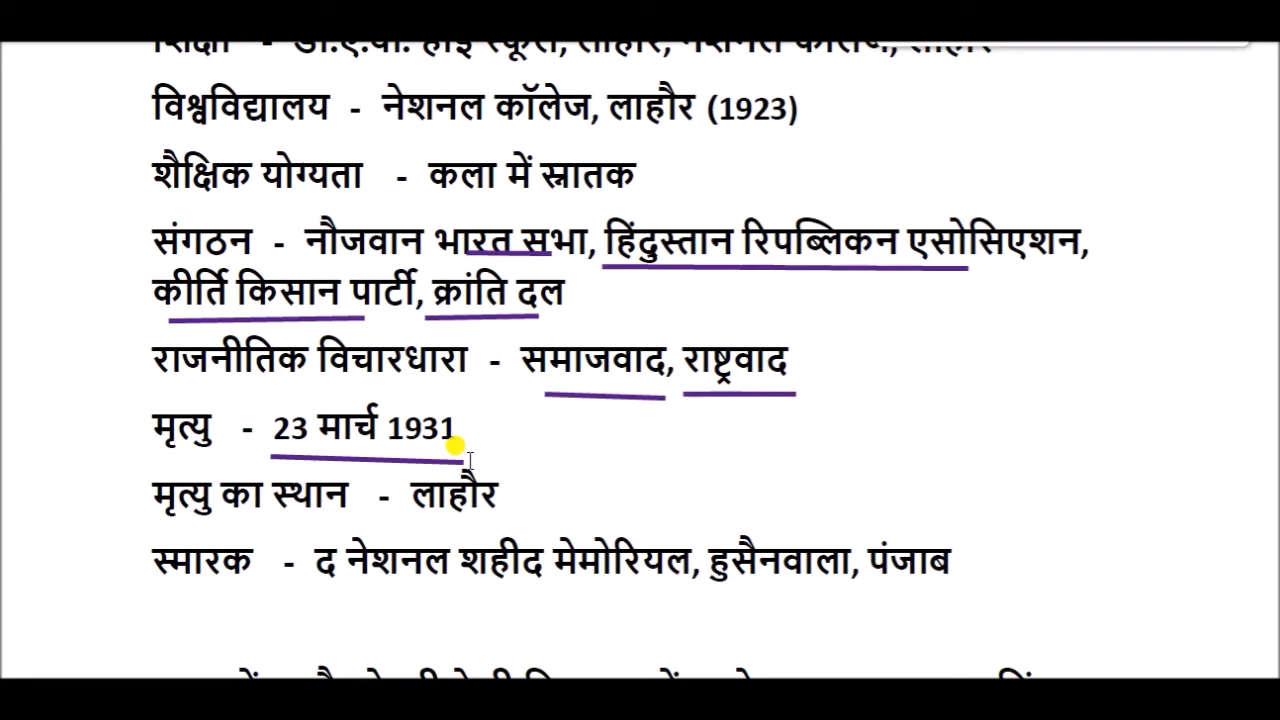 शिक्षा - डी.ए.वी. हाई स्कूल, लाहौर, नेशनल कॉलेज, लाहौर
विश्वविद्यालय - नेशनल कॉलेज, लाहौर (1923)
शैक्षिक योग्यता - कला में स्नातक
संगठन - नौजवान भारत सभा, हिंदुस्तान रिपब्लिकन एसोसिएशन,
कीर्ति किसान पार्टी, क्रांति दल
राजनीतिक विचारधारा - समाजवाद, राष्ट्रवाद
मृत्यु - 23 मार्च 1931
मृत्यु का स्थान - लाहौर
स्मारक - द नेशनल शहीद मेमोरियल, हुसैनवाला, पंजाब